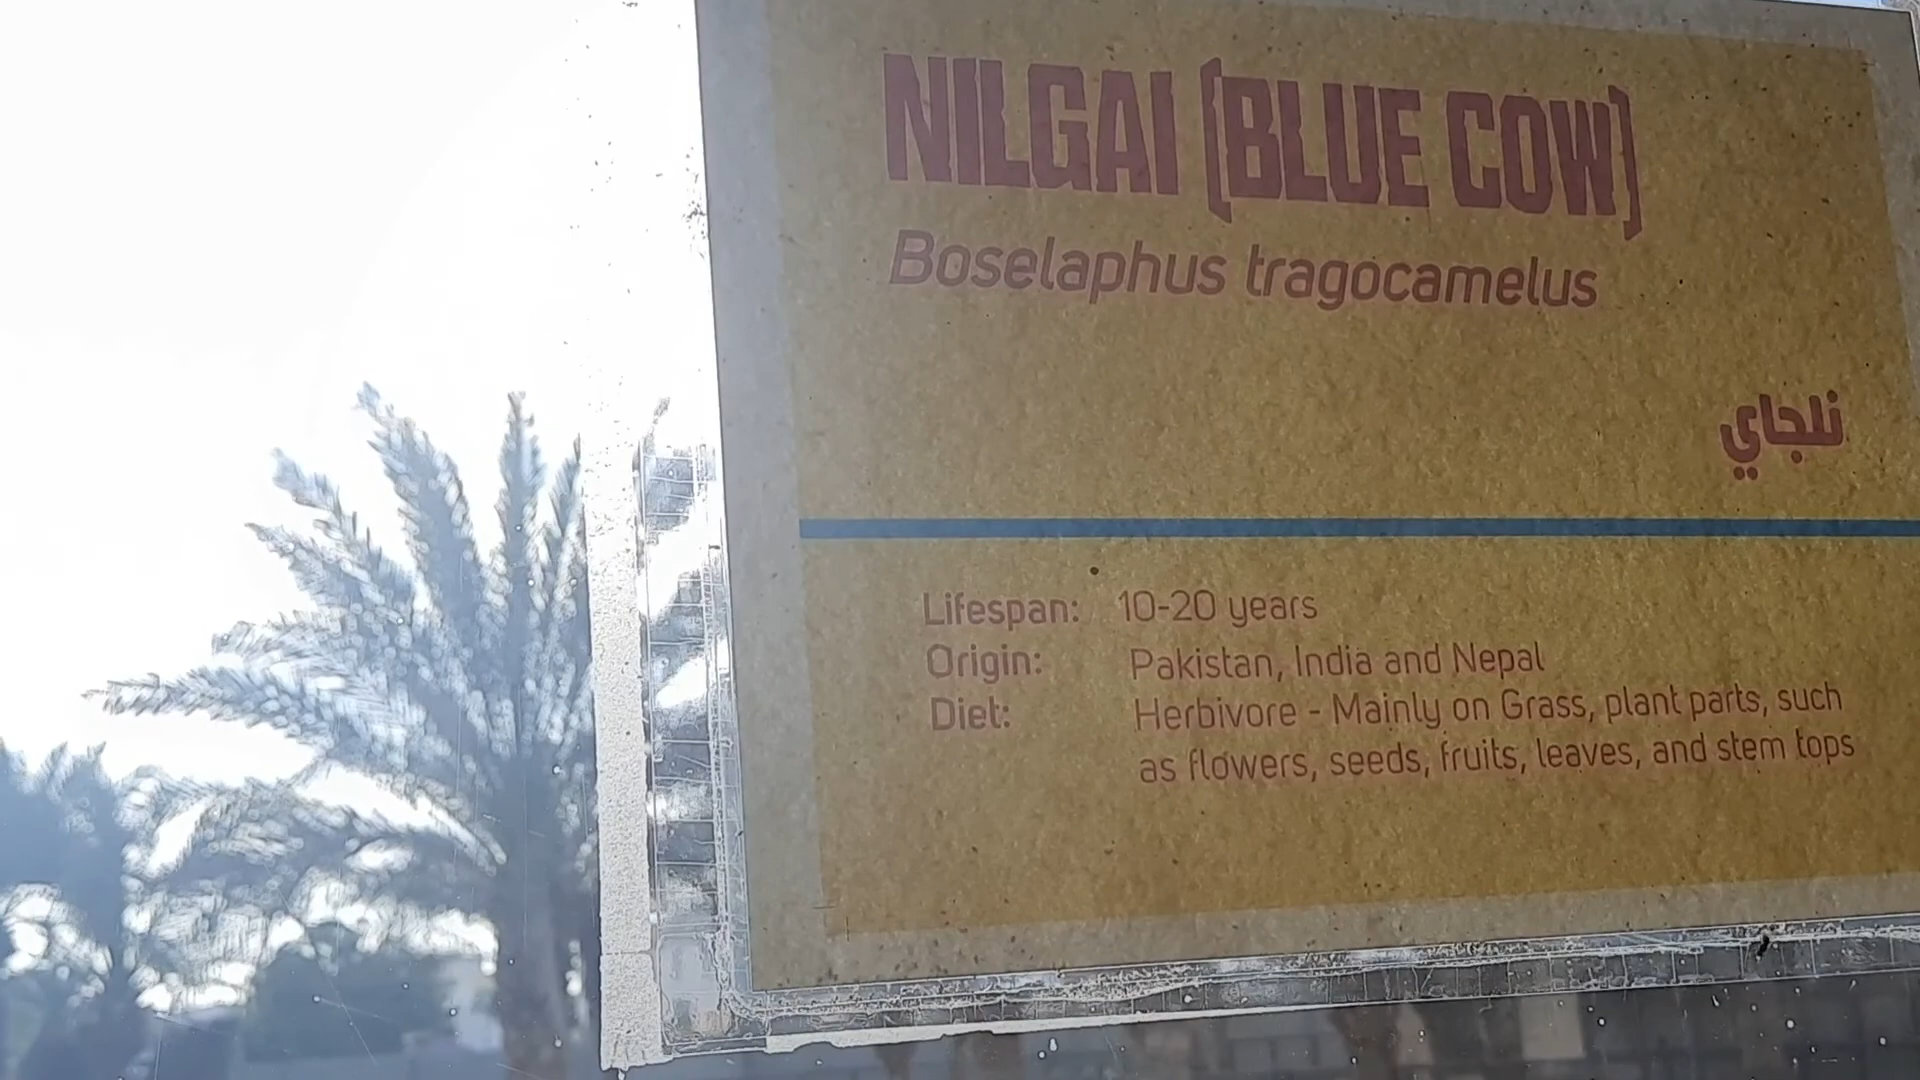 NILGAI (BLUE COW)
Boselaphus tragocamelus
نلجاي
Lifespan: 10-20 years
Origin: Pakistan, India and Nepal
Diet: Herbivore - Mainly on Grass, plant parts, such
as flowers, seeds, fruits, leaves, and stem tops